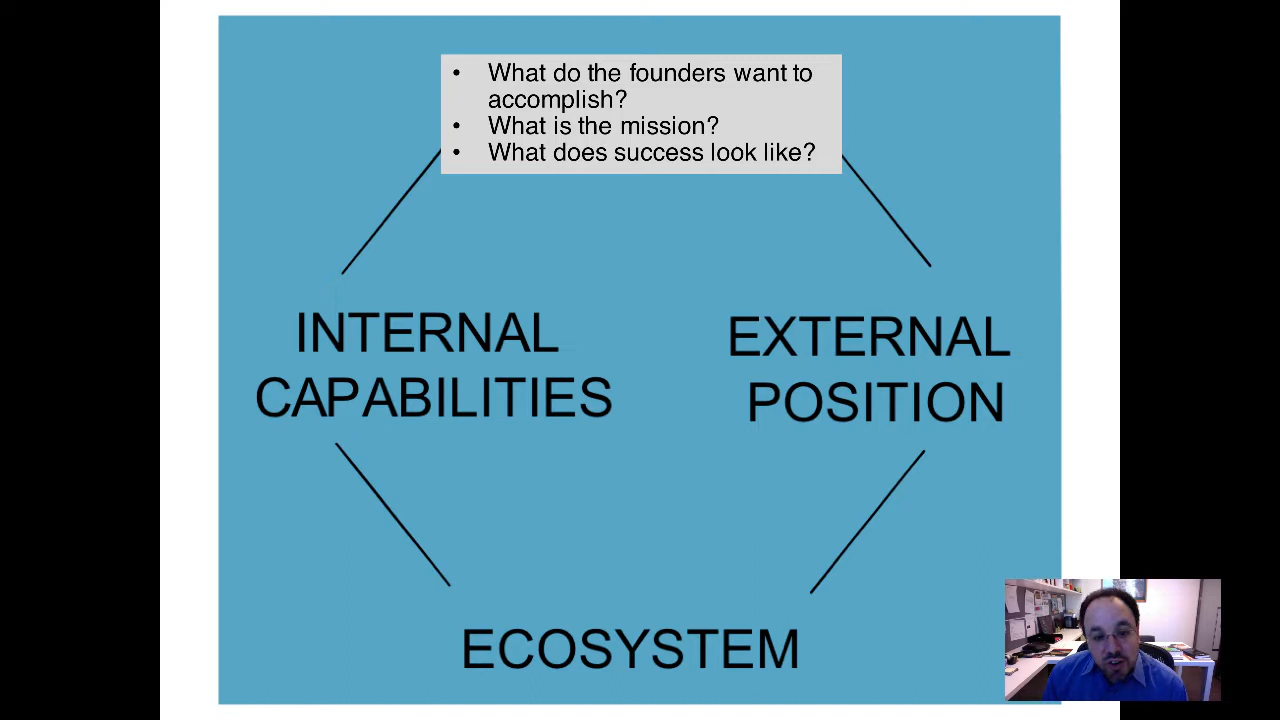 • What do the founders want to
accomplish?
• What is the mission?
• What does success look like?
INTERNAL
CAPABILITIES
EXTERNAL
POSITION
ECOSYSTEM